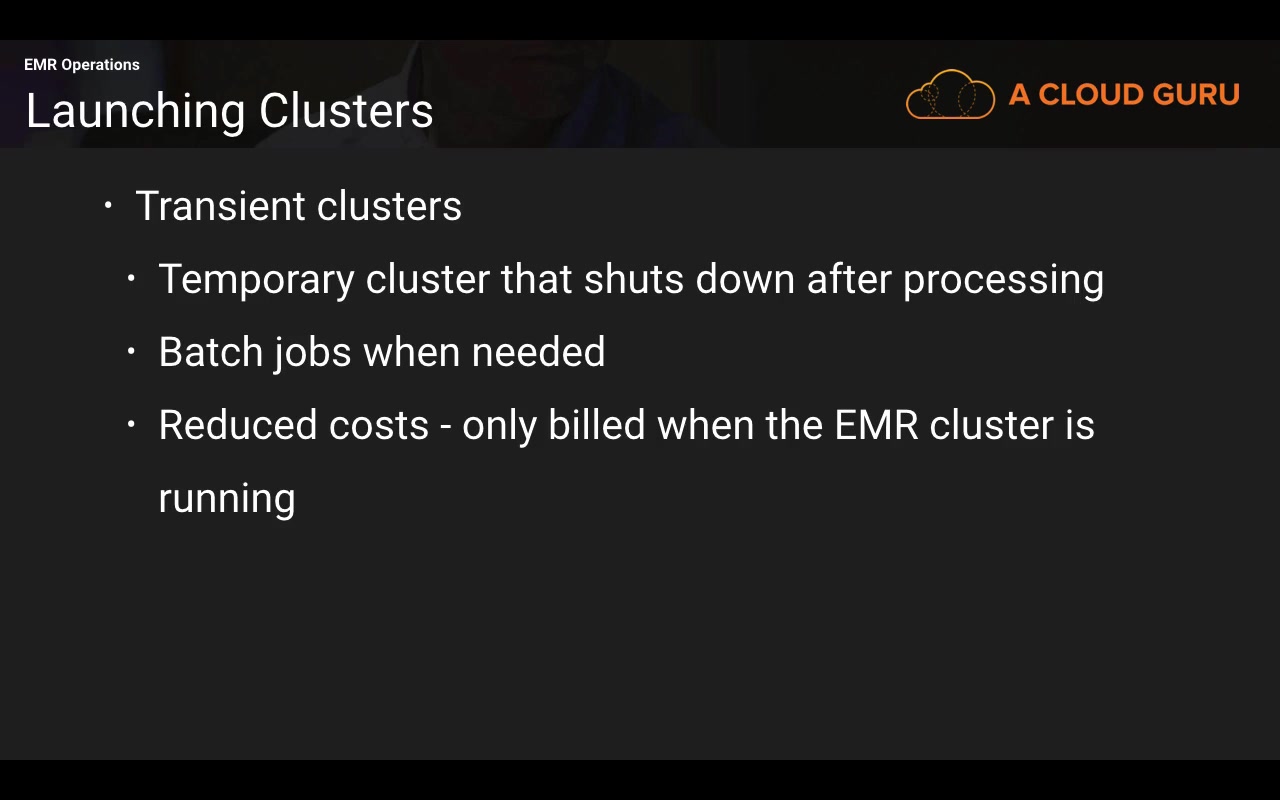 EMR Operations
Launching Clusters
A CLOUD GURU
• Transient clusters
• Temporary cluster that shuts down after processing
• Batch jobs when needed
• Reduced costs - only billed when the EMR cluster is
running